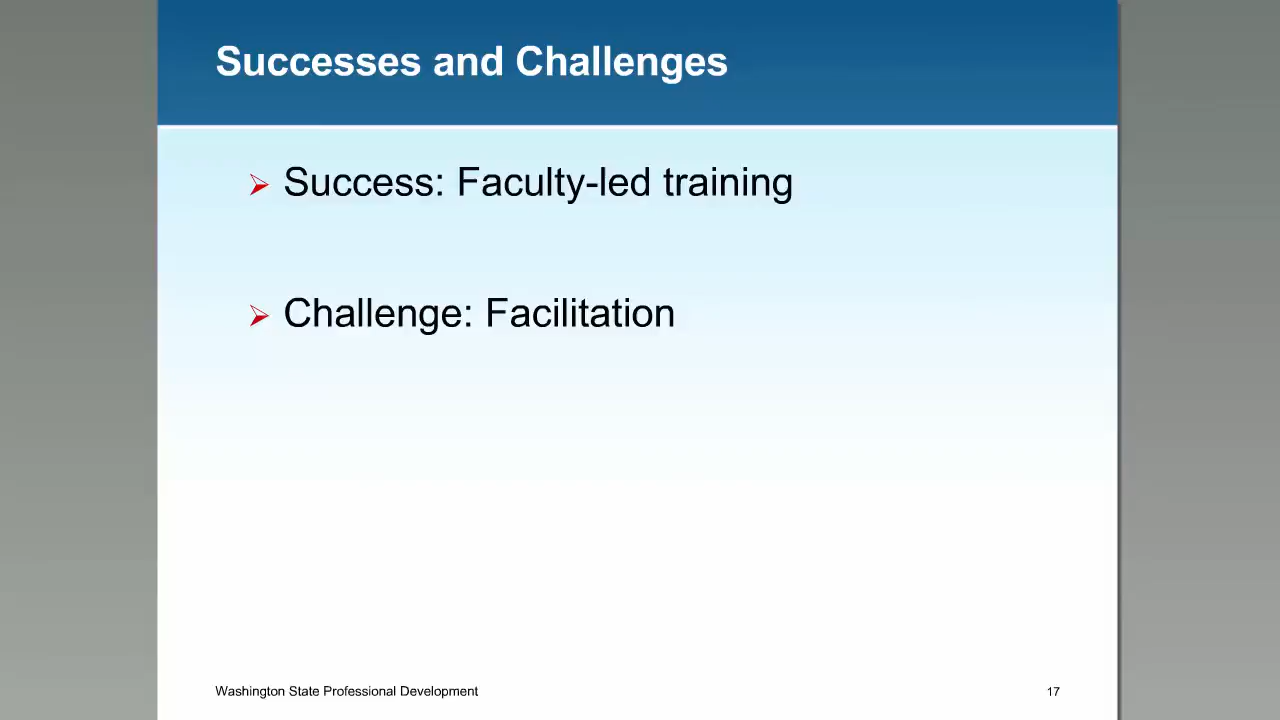 Successes and Challenges
Success: Faculty-led training
Challenge: Facilitation
Washington State Professional Development
17